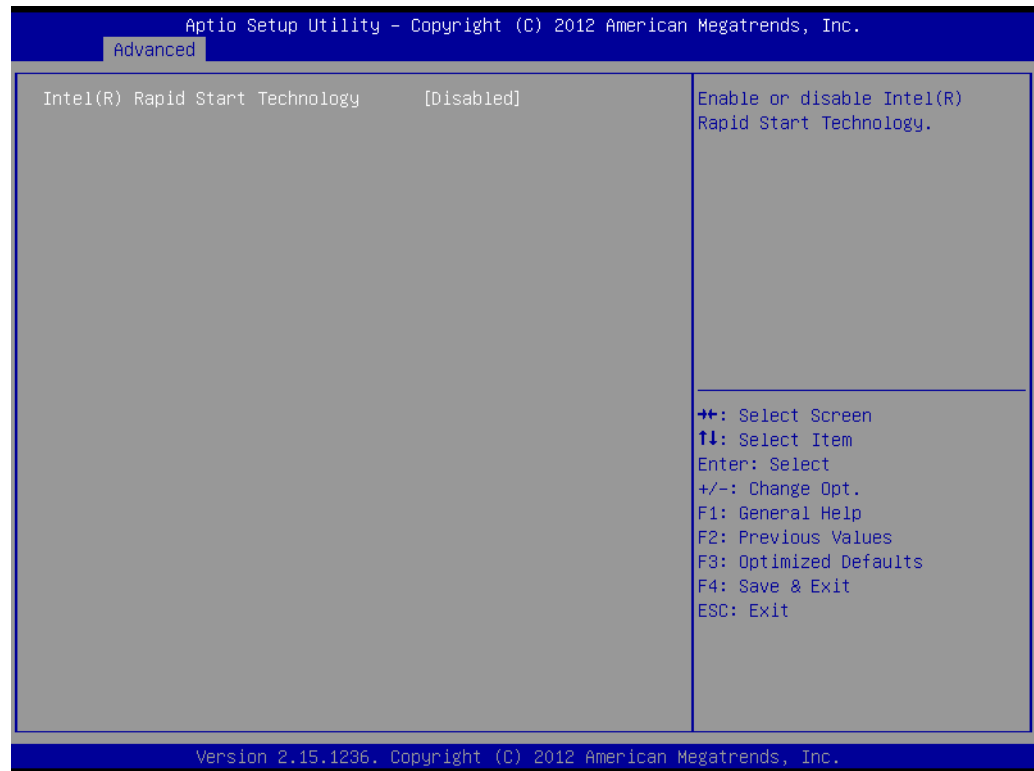 Aptio Setup Utility – Copyright (C) 2012 American Megatrends, Inc.
Advanced
Intel(R) Rapid Start Technology [Disabled]
Enable or disable Intel(R)
Rapid Start Technology.
→←: Select Screen
↑↓: Select Item
Enter: Select
+/-: Change Opt.
F1: General Help
F2: Previous Values
F3: Optimized Defaults
F4: Save & Exit
ESC: Exit
Version 2.15.1236. Copyright (C) 2012 American Megatrends, Inc.